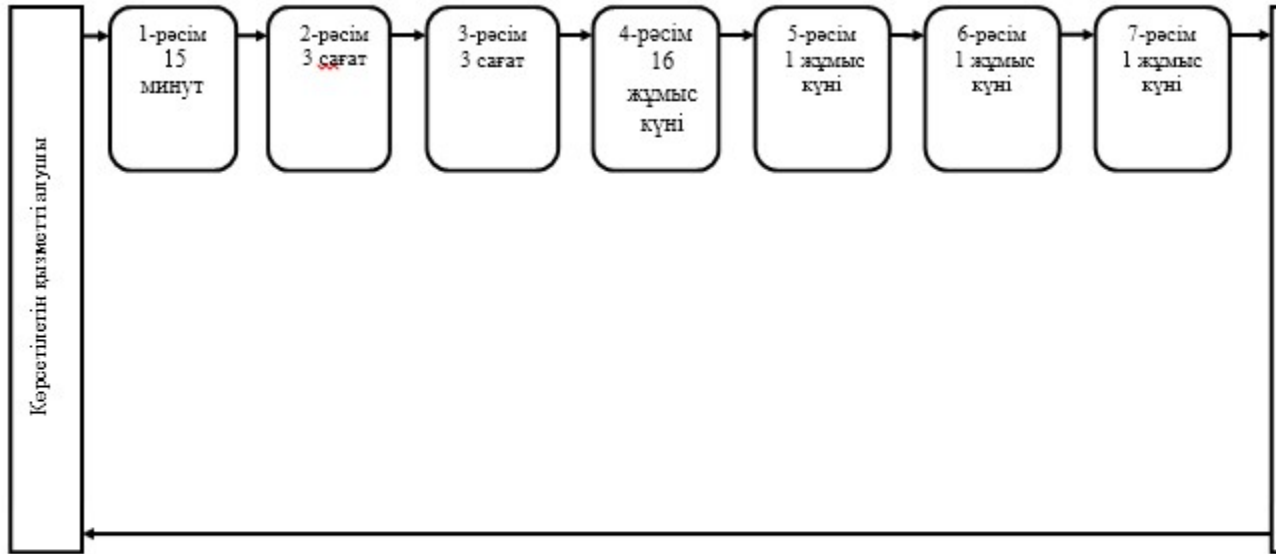 Көрсетілетін қызметті алушы
1-рәсім
15
минут
2-рәсім
3 сағат
3-рәсім
3 сағат
4-рәсім
16
жұмыс
күні
5-рәсім
1 жұмыс
күні
6-рәсім
1 жұмыс
күні
7-рәсім
1 жұмыс
күні